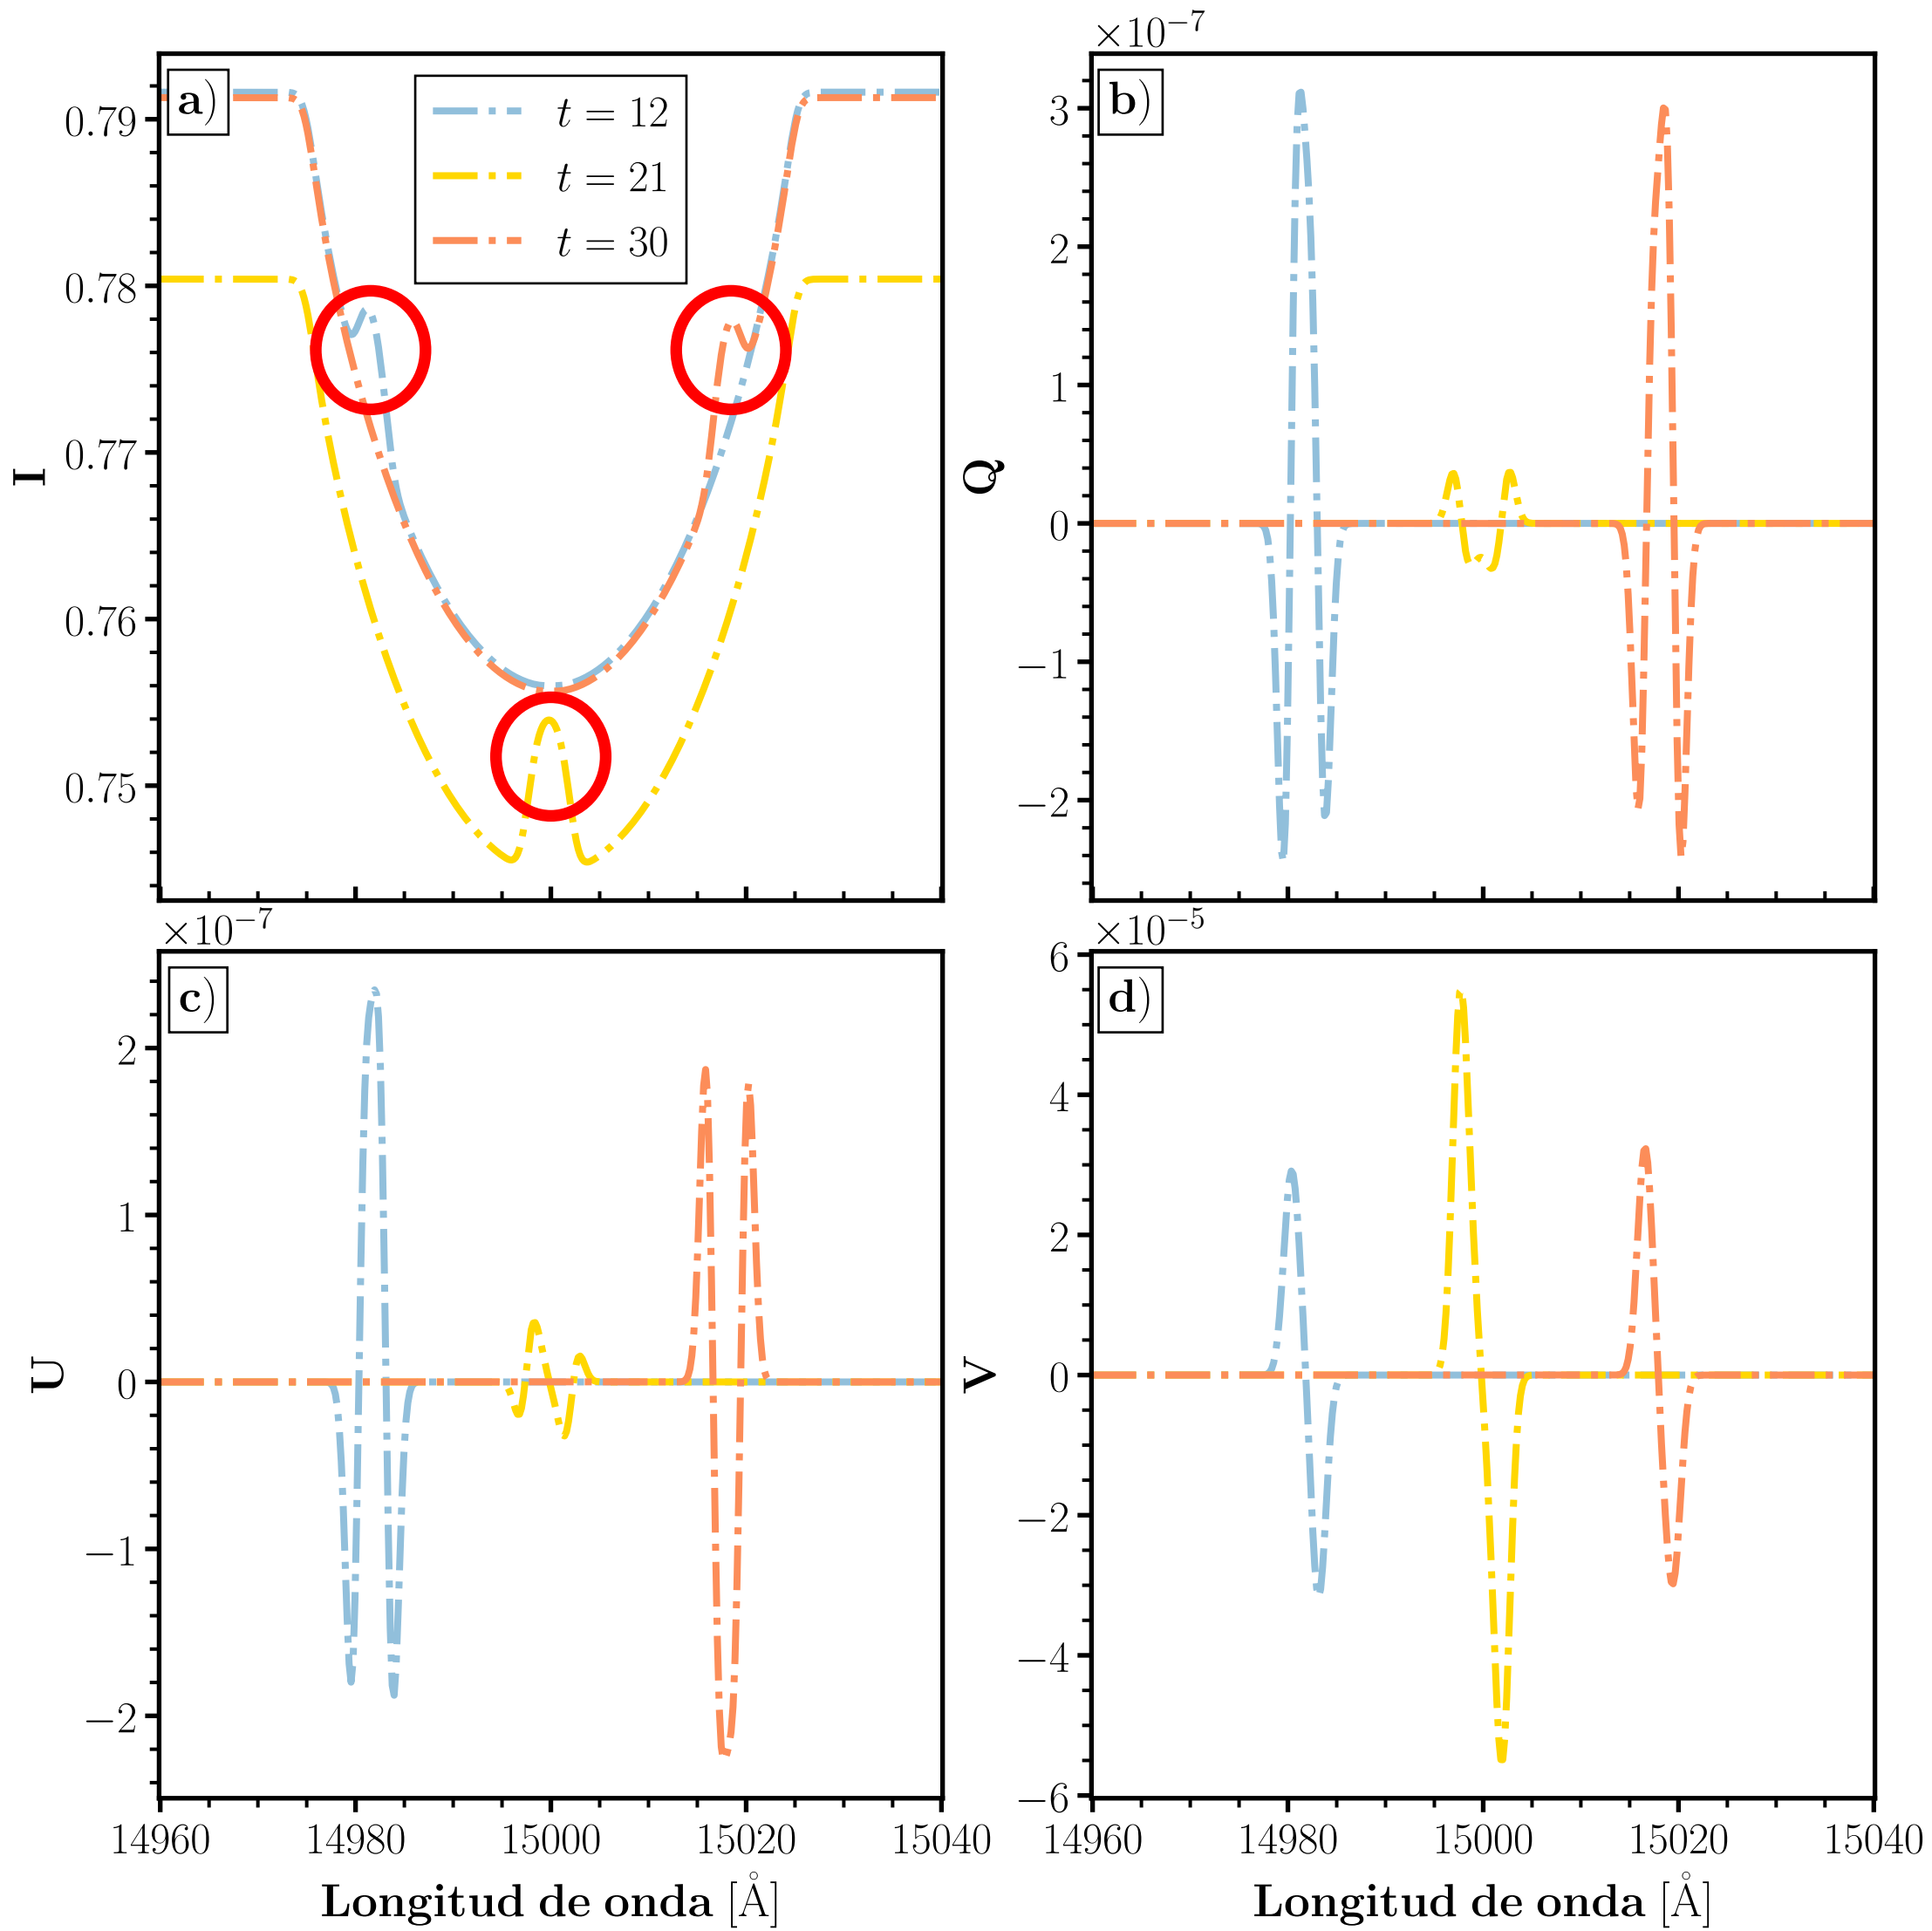 ×10⁻⁷
a)
t = 12
t = 21
t = 30
0.79
0.78
0.77
0.76
0.75
I
b)
3
2
1
0
−1
−2
Q
×10⁻⁷
×10⁻⁵
c)
2
1
0
−1
−2
U
d)
6
4
2
0
−2
−4
−6
V
14960 14980 15000 15020 15040
14960 14980 15000 15020 15040
Longitud de onda [Å]
Longitud de onda [Å]